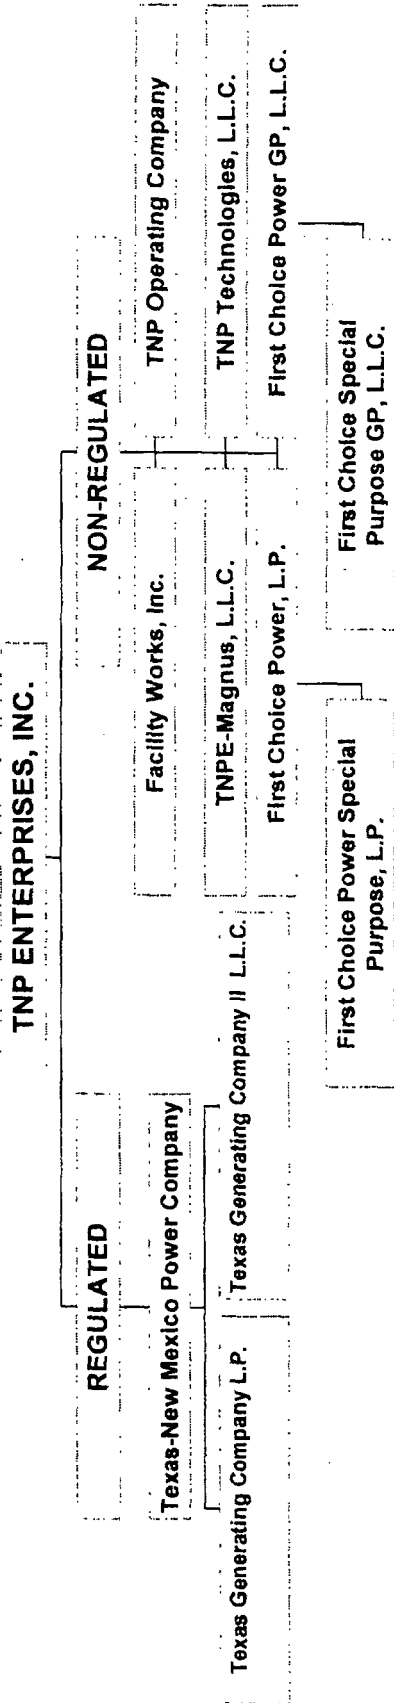 TNP ENTERPRISES, INC.
REGULATED
NON-REGULATED
Texas-New Mexico Power Company
Facility Works, Inc.
TNP Operating Company
Texas Generating Company L.P.
Texas Generating Company II L.L.C.
TNPE-Magnus, L.L.C.
TNP Technologies, L.L.C.
First Choice Power, L.P.
First Choice Power GP, L.L.C.
First Choice Power Special
Purpose, L.P.
First Choice Special
Purpose GP, L.L.C.